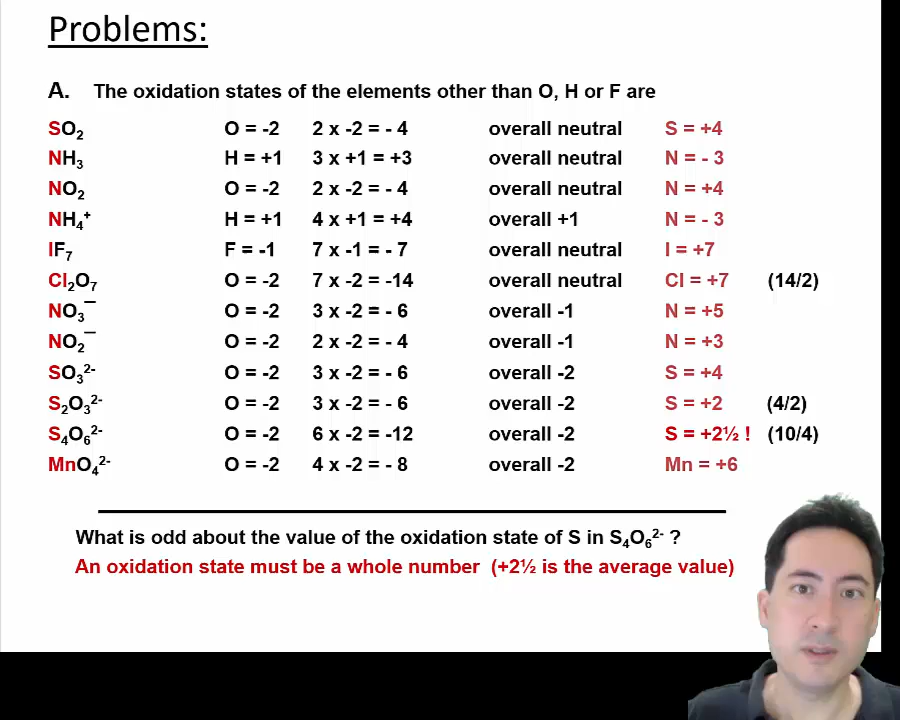 Problems:
A. The oxidation states of the elements other than O, H or F are
SO₂ O = -2 2 x -2 = - 4 overall neutral S = +4
NH₃ H = +1 3 x +1 = +3 overall neutral N = - 3
NO₂ O = -2 2 x -2 = - 4 overall neutral N = +4
NH₄⁺ H = +1 4 x +1 = +4 overall +1 N = - 3
IF₇ F = -1 7 x -1 = - 7 overall neutral I = +7
Cl₂O₇ O = -2 7 x -2 = -14 overall neutral Cl = +7 (14/2)
NO₃⁻ O = -2 3 x -2 = - 6 overall -1 N = +5
NO₂⁻ O = -2 2 x -2 = - 4 overall -1 N = +3
SO₃²⁻ O = -2 3 x -2 = - 6 overall -2 S = +4
S₂O₃²⁻ O = -2 3 x -2 = - 6 overall -2 S = +2 (4/2)
S₄O₆²⁻ O = -2 6 x -2 = -12 overall -2 S = +2½ ! (10/4)
MnO₄²⁻ O = -2 4 x -2 = - 8 overall -2 Mn = +6
What is odd about the value of the oxidation state of S in S₄O₆²⁻ ?
An oxidation state must be a whole number (+2½ is the average value)